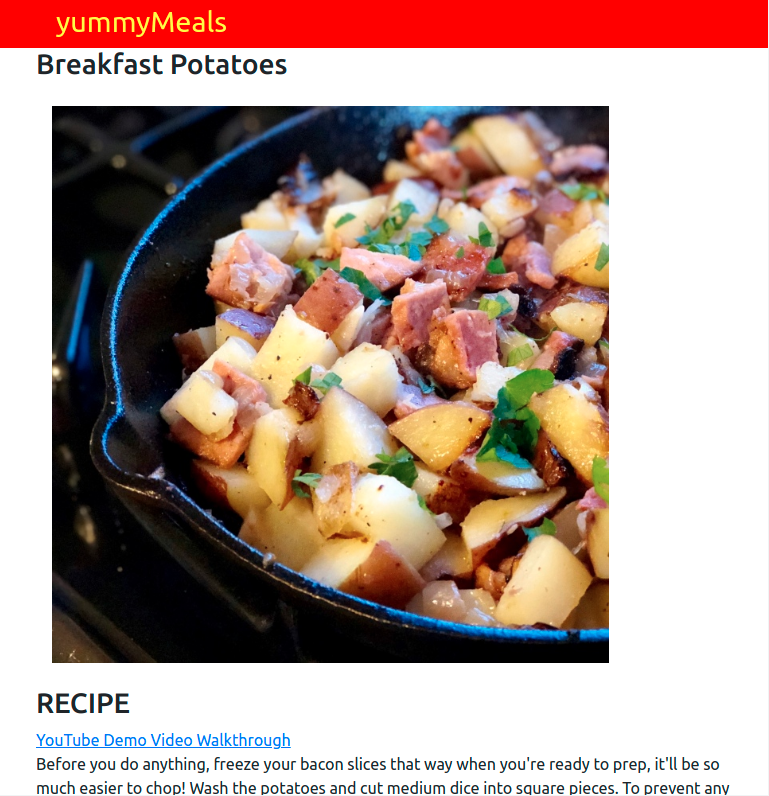 yummyMeals
Breakfast Potatoes
RECIPE
YouTube Demo Video Walkthrough
Before you do anything, freeze your bacon slices that way when you're ready to prep, it'll be so
much easier to chop! Wash the potatoes and cut medium dice into square pieces. To prevent any